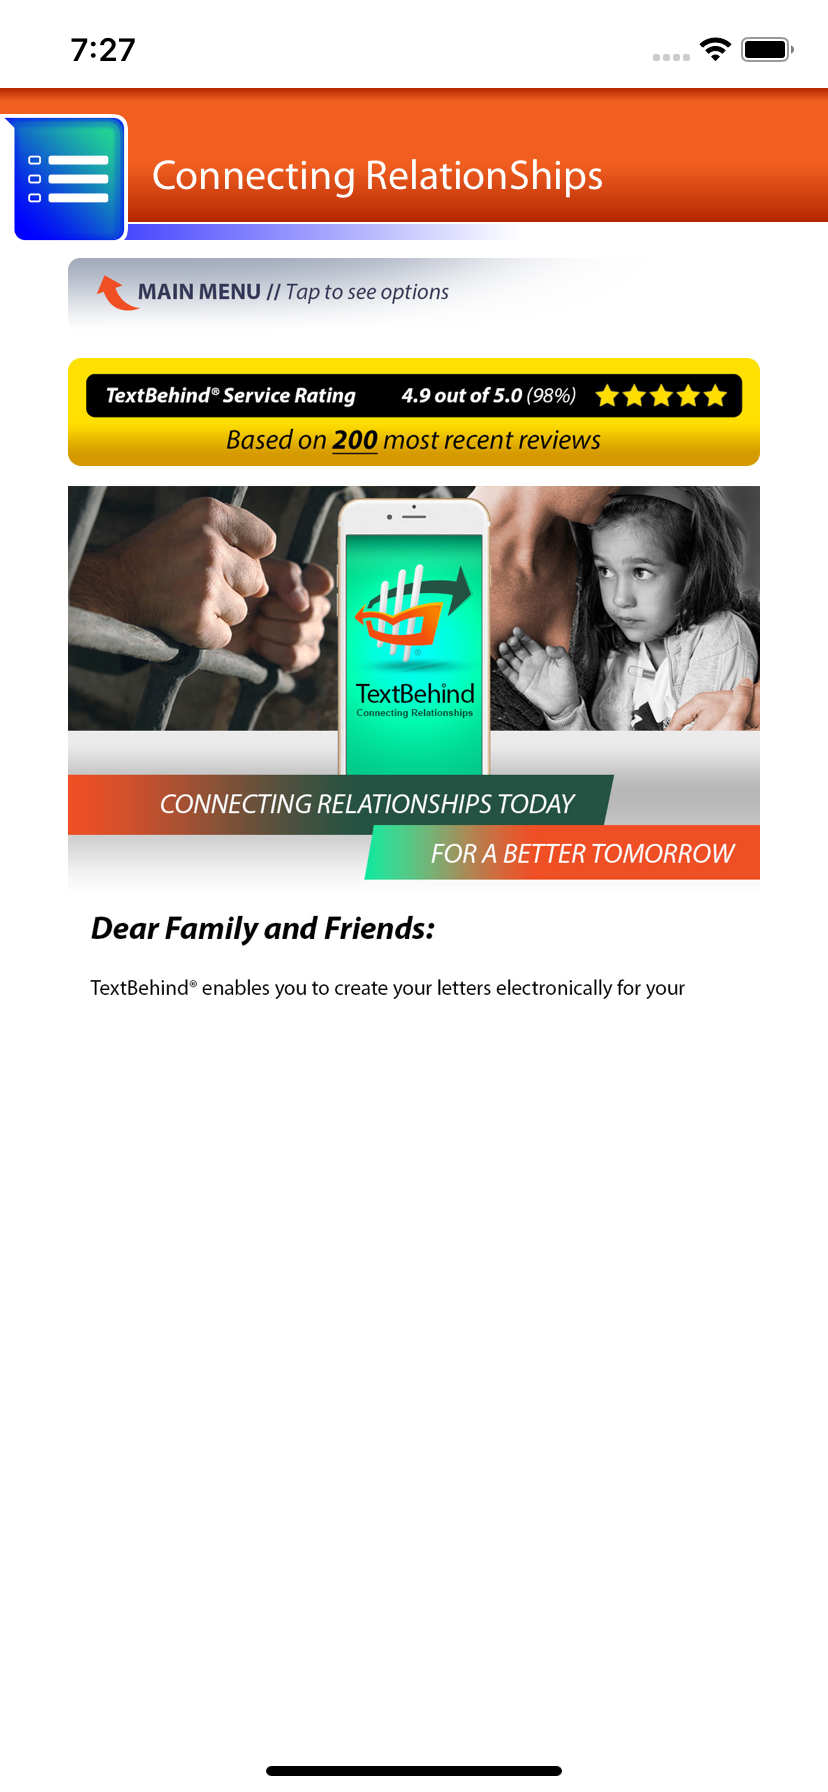 7:27
Connecting RelationShips
MAIN MENU // Tap to see options
TextBehind® Service Rating 4.9 out of 5.0 (98%)
Based on 200 most recent reviews
®
TextBehind
Connecting Relationships
CONNECTING RELATIONSHIPS TODAY
FOR A BETTER TOMORROW
Dear Family and Friends:
TextBehind® enables you to create your letters electronically for your